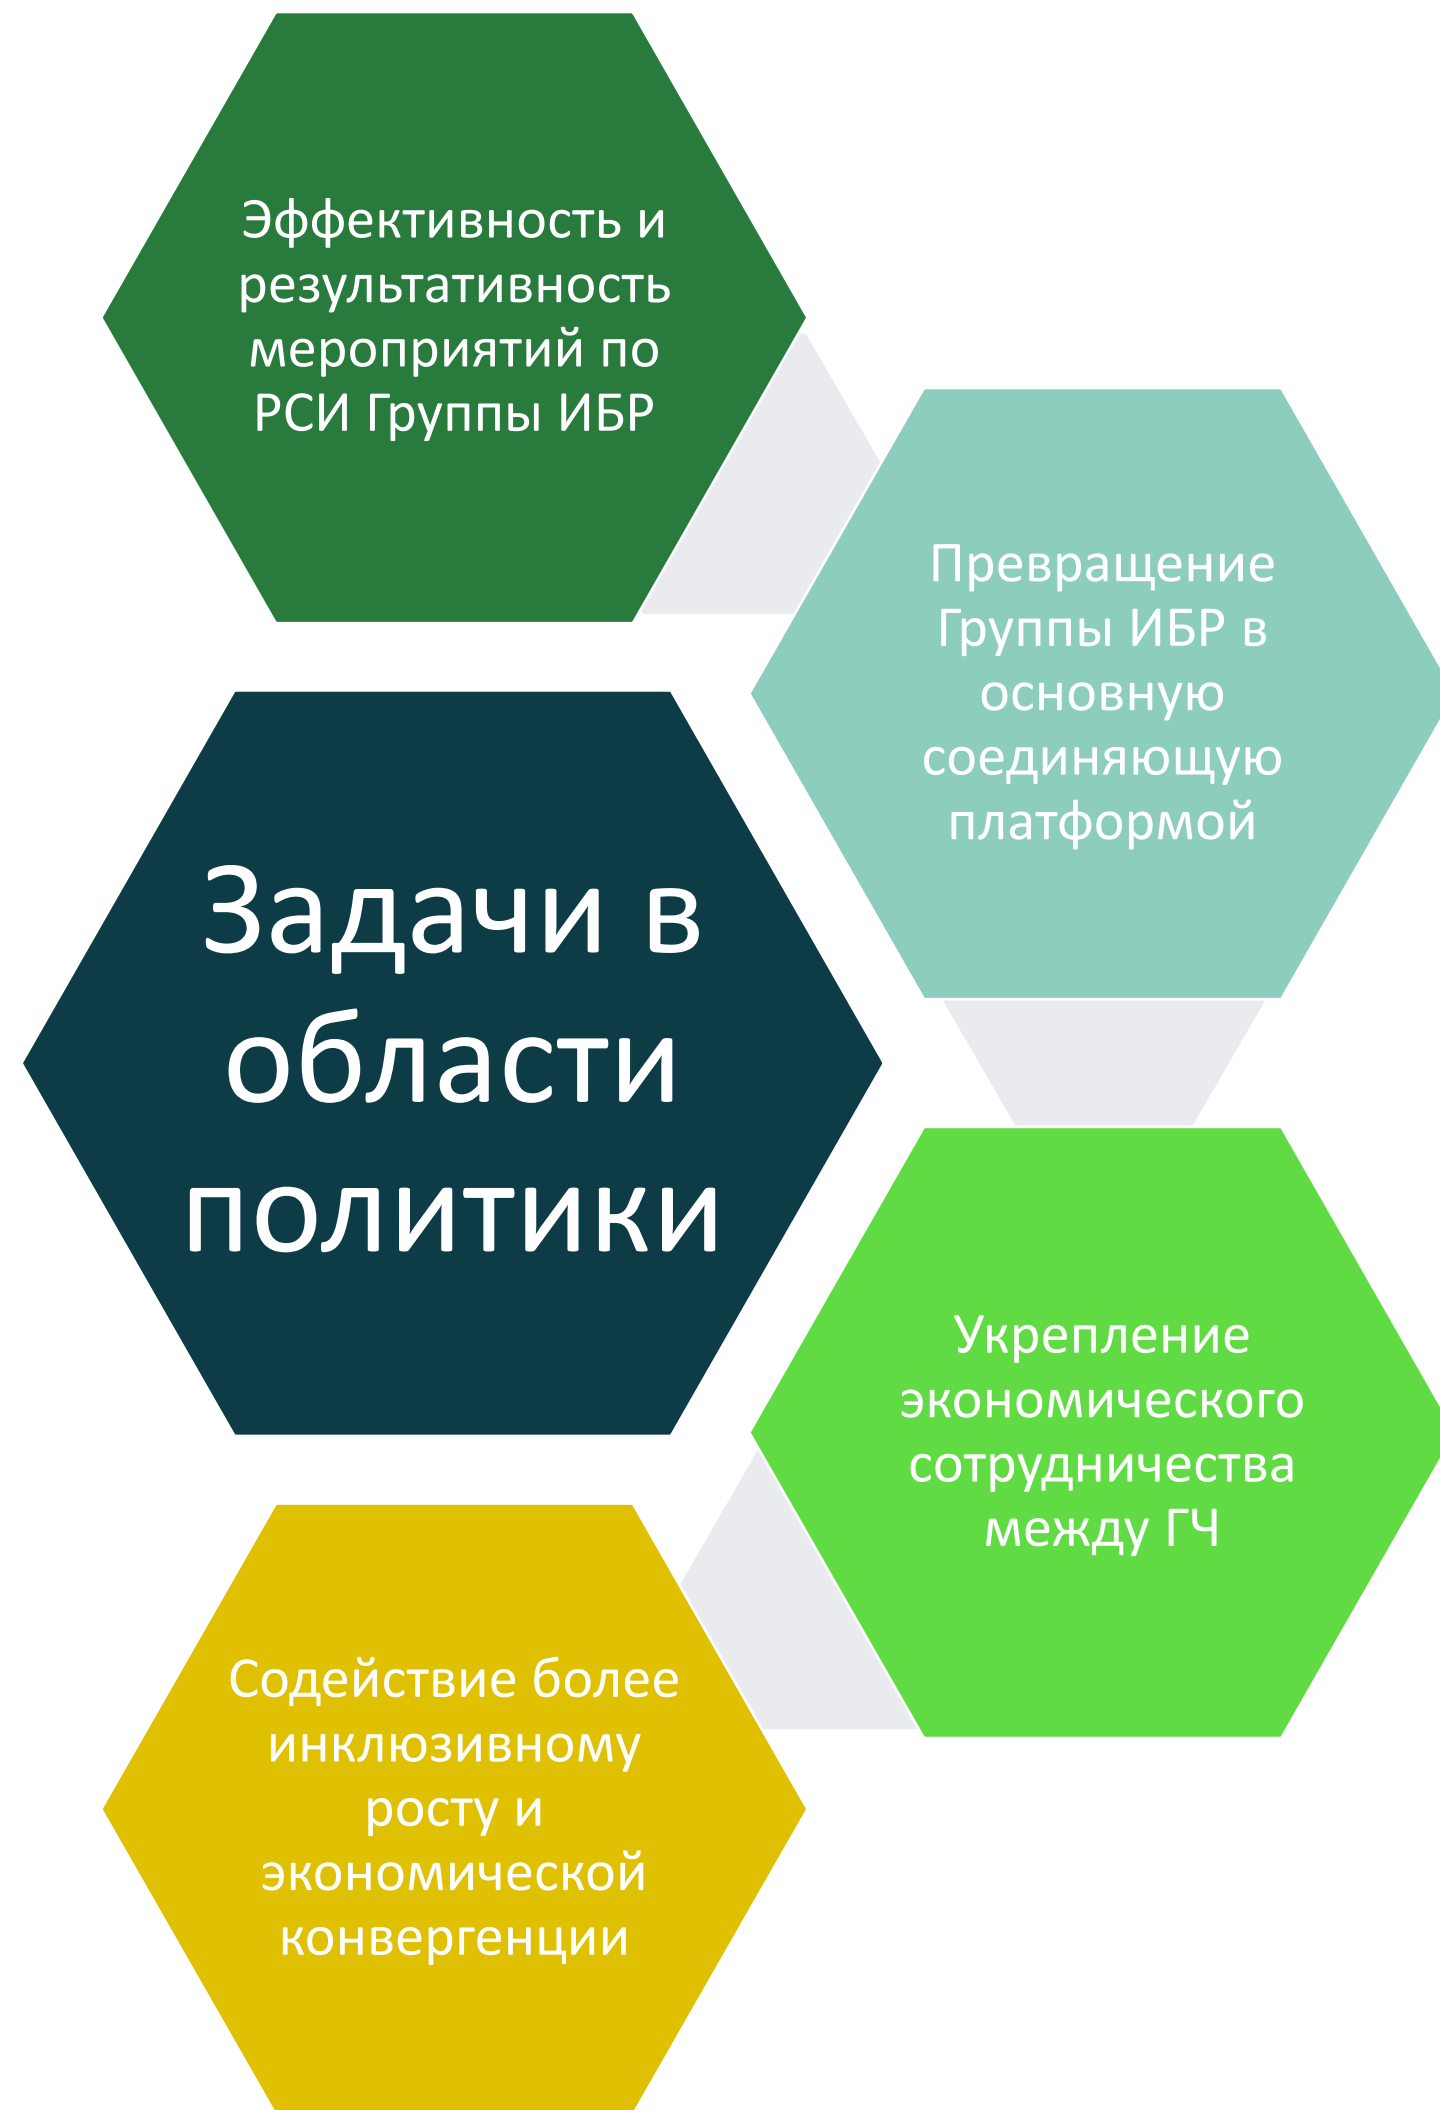 Эффективность и
результативность
мероприятий по
РСИ Группы ИБР
Превращение
Группы ИБР в
основную
соединяющую
платформой
Задачи в
области
политики
Укрепление
экономического
сотрудничества
между ГЧ
Содействие более
инклюзивному
росту и
экономической
конвергенции